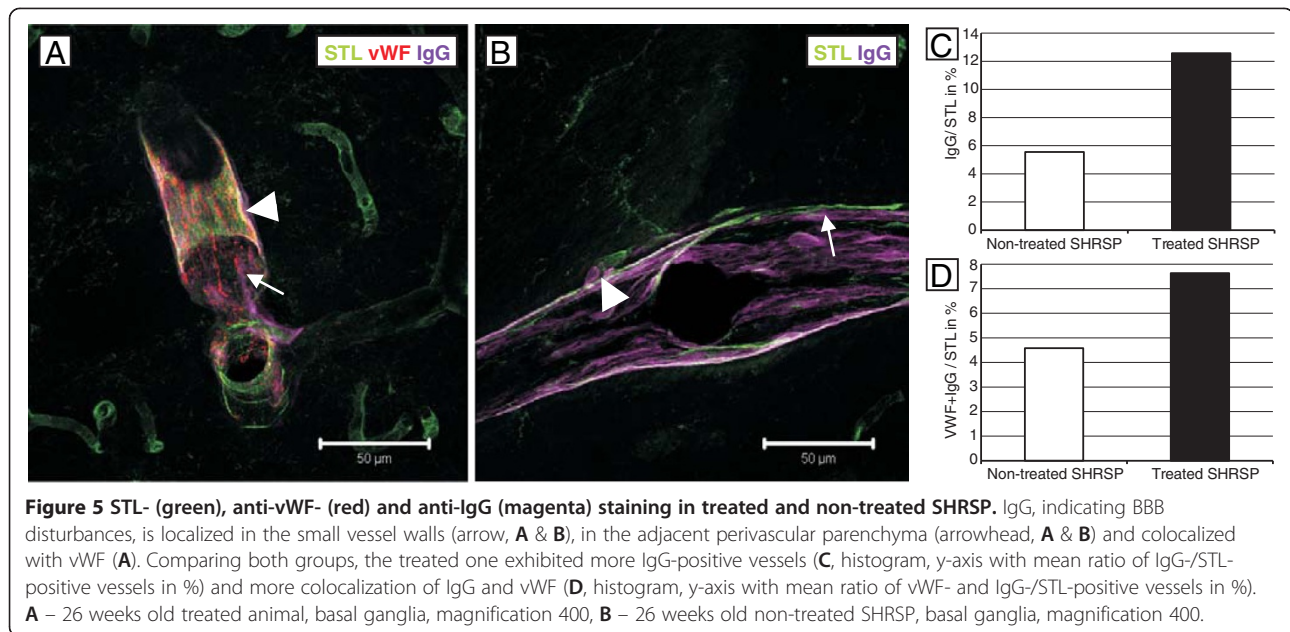 A
STL vWF IgG
50 µm
B
STL IgG
50 µm
C
IgG/ STL in %
14
12
10
8
6
4
2
0
Non-treated SHRSP Treated SHRSP
D
VWF+IgG / STL in %
8
7
6
5
4
3
2
1
0
Non-treated SHRSP Treated SHRSP
Figure 5 STL- (green), anti-vWF- (red) and anti-IgG (magenta) staining in treated and non-treated SHRSP. IgG, indicating BBB
disturbances, is localized in the small vessel walls (arrow, A & B), in the adjacent perivascular parenchyma (arrowhead, A & B) and colocalized
with vWF (A). Comparing both groups, the treated one exhibited more IgG-positive vessels (C, histogram, y-axis with mean ratio of IgG-/STL-
positive vessels in %) and more colocalization of IgG and vWF (D, histogram, y-axis with mean ratio of vWF- and IgG-/STL-positive vessels in %).
A – 26 weeks old treated animal, basal ganglia, magnification 400, B – 26 weeks old non-treated SHRSP, basal ganglia, magnification 400.